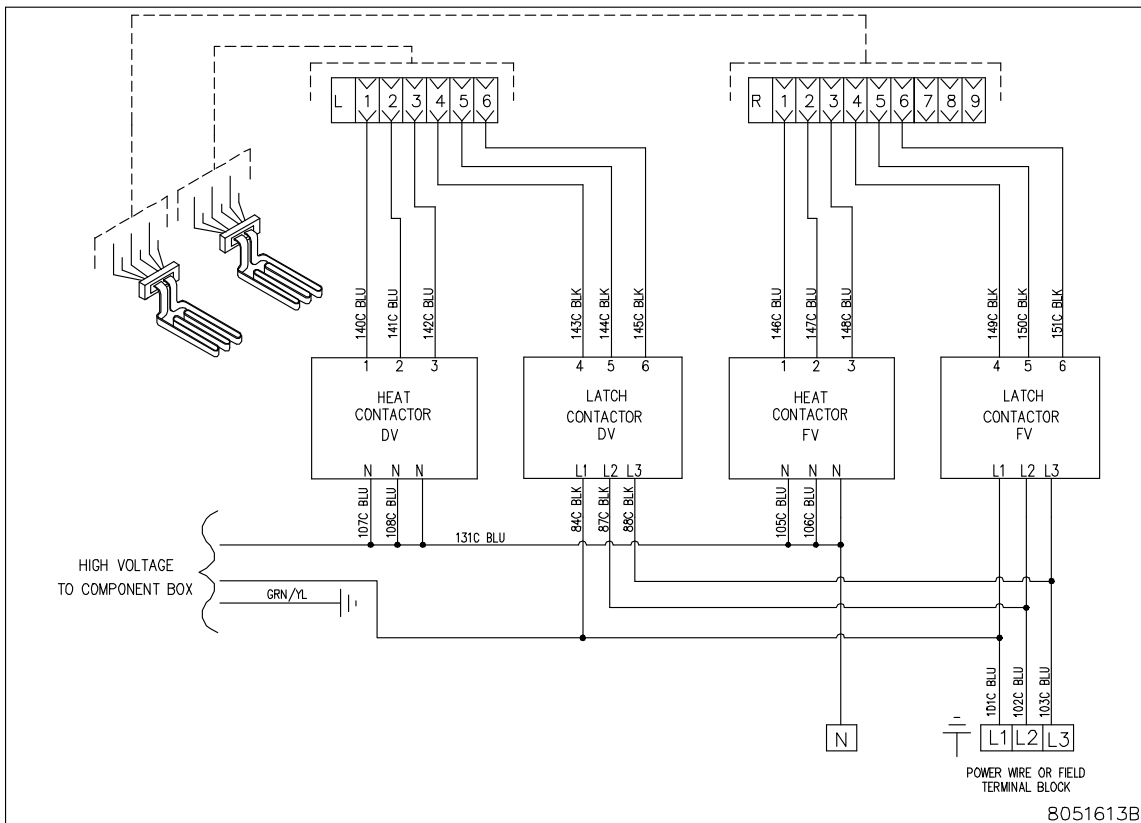 L 1 2 3 4 5 6
R 1 2 3 4 5 6 7 8 9
140C BLU
141C BLU
142C BLU
143C BLK
144C BLK
145C BLK
146C BLU
147C BLU
148C BLU
149C BLK
150C BLK
151C BLK
1 2 3
HEAT
CONTACTOR
DV
N N N
4 5 6
LATCH
CONTACTOR
DV
L1 L2 L3
1 2 3
HEAT
CONTACTOR
FV
N N N
4 5 6
LATCH
CONTACTOR
FV
L1 L2 L3
107C BLU
108C BLU
84C BLK
87C BLK
88C BLK
105C BLU
106C BLU
131C BLU
HIGH VOLTAGE
TO COMPONENT BOX
GRN/YL
101C BLU
102C BLU
103C BLU
N
L1 L2 L3
POWER WIRE OR FIELD
TERMINAL BLOCK
8051613B